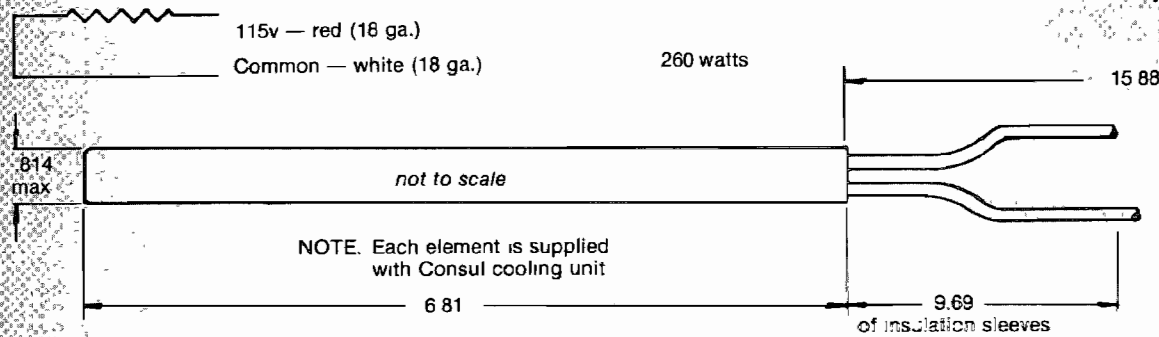 115v — red (18 ga.)
Common — white (18 ga.)
260 watts
15 88
.814
max
not to scale
NOTE. Each element is supplied
with Consul cooling unit
6 81
9.69
of insulation sleeves